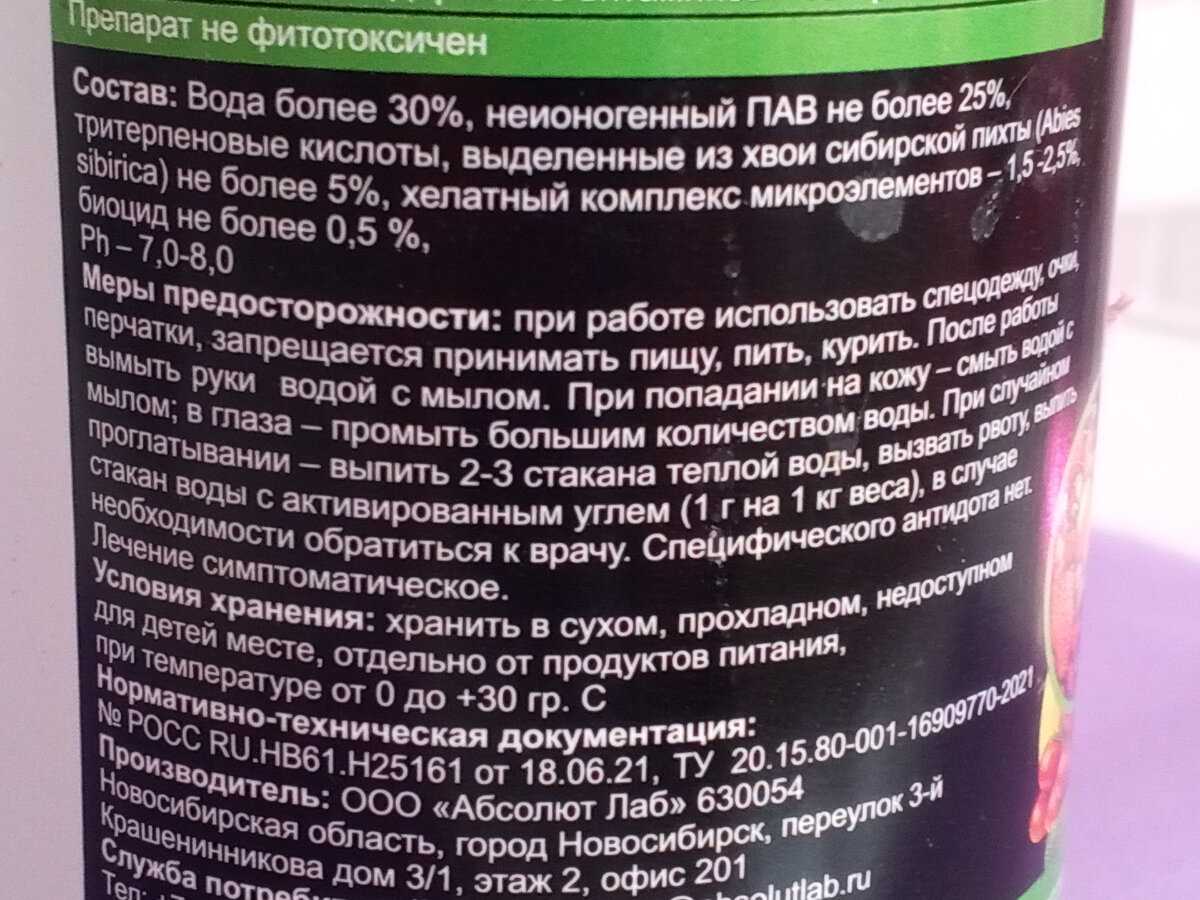 Препарат не фитотоксичен
Состав: Вода более 30%, неионогенный ПАВ не более 25%,
тритерпеновые кислоты, выделенные из хвои сибирской пихты (Abies
sibirica) не более 5%, хелатный комплекс микроэлементов – 1,5 -2,5%,
биоцид не более 0,5 %,
Ph – 7,0-8,0
Меры предосторожности: при работе использовать спецодежду, очки,
перчатки, запрещается принимать пищу, пить, курить. После работы
вымыть руки водой с мылом. При попадании на кожу – смыть водой с
мылом; в глаза – промыть большим количеством воды. При случайном
проглатывании – выпить 2-3 стакана теплой воды, вызвать рвоту, выпить
стакан воды с активированным углем (1 г на 1 кг веса), в случае
необходимости обратиться к врачу. Специфического антидота нет.
Лечение симптоматическое.
Условия хранения: хранить в сухом, прохладном, недоступном
для детей месте, отдельно от продуктов питания,
при температуре от 0 до +30 гр. С
Нормативно-техническая документация:
№ РОСС RU.НВ61.Н25161 от 18.06.21, ТУ 20.15.80-001-16909770-2021
Производитель: ООО «Абсолют Лаб» 630054
Новосибирская область, город Новосибирск, переулок 3-й
Крашенинникова дом 3/1, этаж 2, офис 201
Служба
Тел: